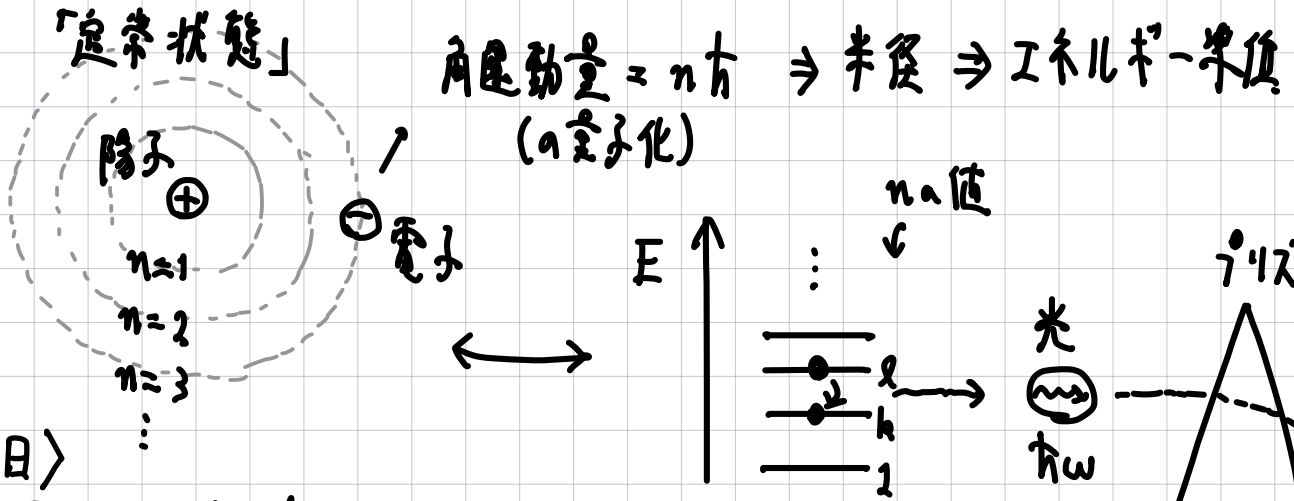 「定常状態」
角運動量 = nħ ⇒ 半径 ⇒ エネルギー準位
(の量子化)
陽子
⊕
⊖
電子
n=1
n=2
n=3
⋮
E
⋮
nの値
l
k
1
光
ħω
プリズ
日〉